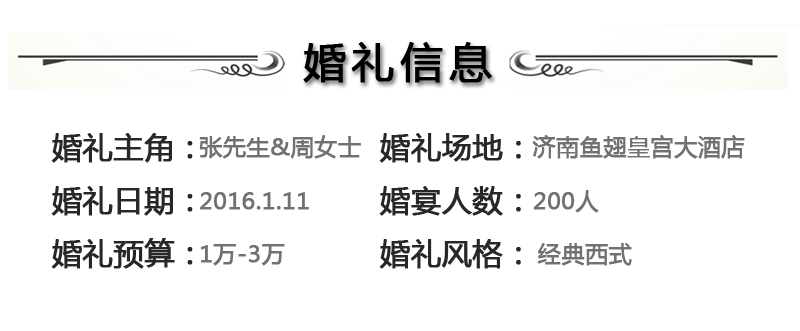 婚礼信息
婚礼主角：张先生&周女士 婚礼场地：济南鱼翅皇宫大酒店
婚礼日期：2016.1.11 婚宴人数：200人
婚礼预算：1万-3万 婚礼风格：经典西式